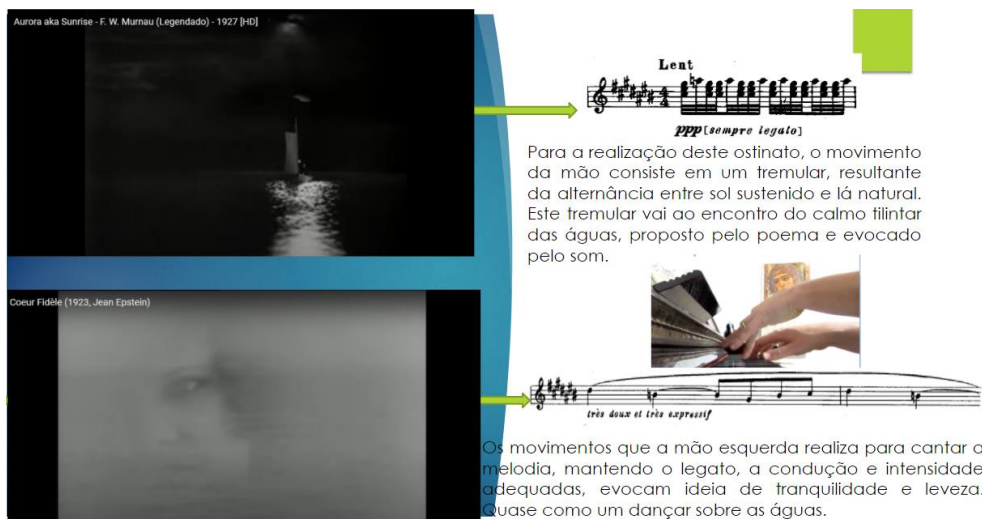 Aurora aka Sunrise - F. W. Murnau (Legendado) - 1927 [HD]
Lent
ppp [sempre legato]
Para a realização deste ostinato, o movimento
da mão consiste em um tremular, resultante
da alternância entre sol sustenido e lá natural.
Este tremular vai ao encontro do calmo tilintar
das águas, proposto pelo poema e evocado
pelo som.
Coeur Fidèle (1923, Jean Epstein)
très doux et très expressif
Os movimentos que a mão esquerda realiza para cantar a
melodia, mantendo o legato, a condução e intensidade
adequadas, evocam ideia de tranquilidade e leveza.
Quase como um dançar sobre as águas.